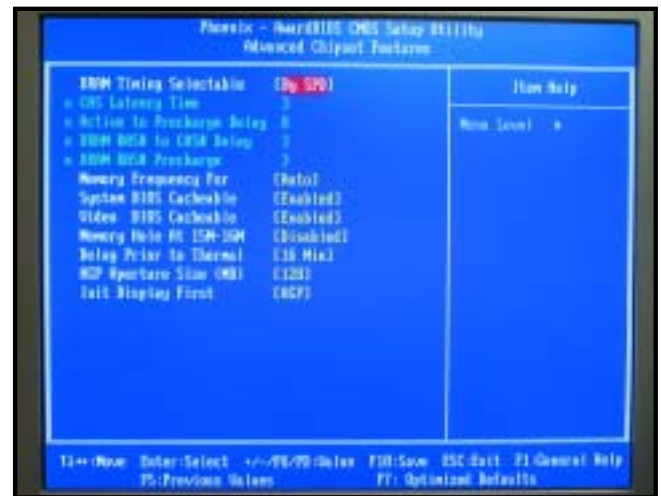 Phoenix - AwardBIOS CMOS Setup Utility
Advanced Chipset Features
DRAM Timing Selectable [By SPD]
x CAS Latency Time 3
x Active to Precharge Delay 8
x DRAM RAS# to CAS# Delay 3
x DRAM RAS# Precharge 3
Memory Frequency For [Auto]
System BIOS Cacheable [Enabled]
Video BIOS Cacheable [Enabled]
Memory Hole At 15M-16M [Disabled]
Delay Prior to Thermal [16 Min]
AGP Aperture Size (MB) [128]
Init Display First [AGP]
Item Help
Menu Level ▸
↑↓→←:Move Enter:Select +/-/PU/PD:Value F10:Save ESC:Exit F1:General Help
F5:Previous Values F7: Optimized Defaults